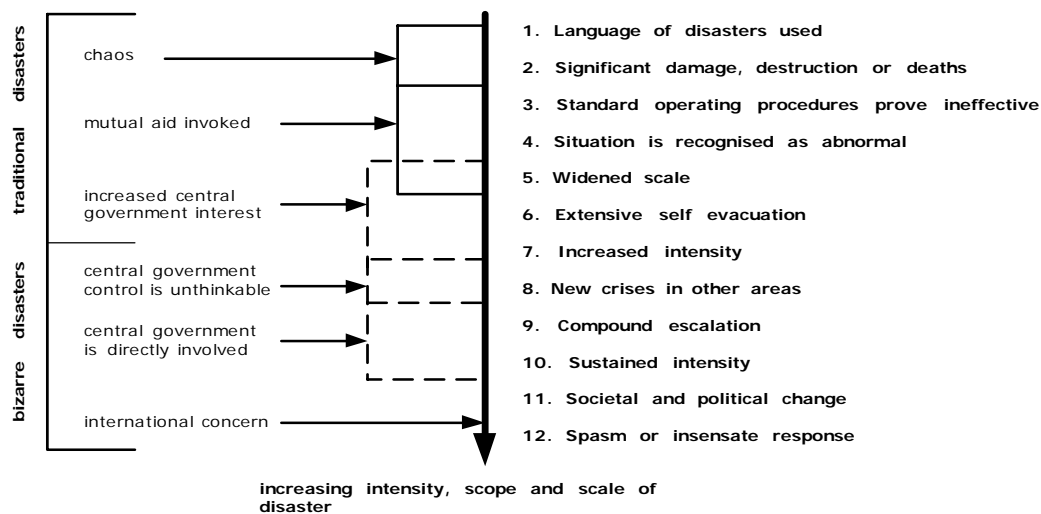 traditional disasters
bizarre disasters
chaos
mutual aid invoked
increased central
government interest
central government
control is unthinkable
central government
is directly involved
international concern
1. Language of disasters used
2. Significant damage, destruction or deaths
3. Standard operating procedures prove ineffective
4. Situation is recognised as abnormal
5. Widened scale
6. Extensive self evacuation
7. Increased intensity
8. New crises in other areas
9. Compound escalation
10. Sustained intensity
11. Societal and political change
12. Spasm or insensate response
increasing intensity, scope and scale of
disaster